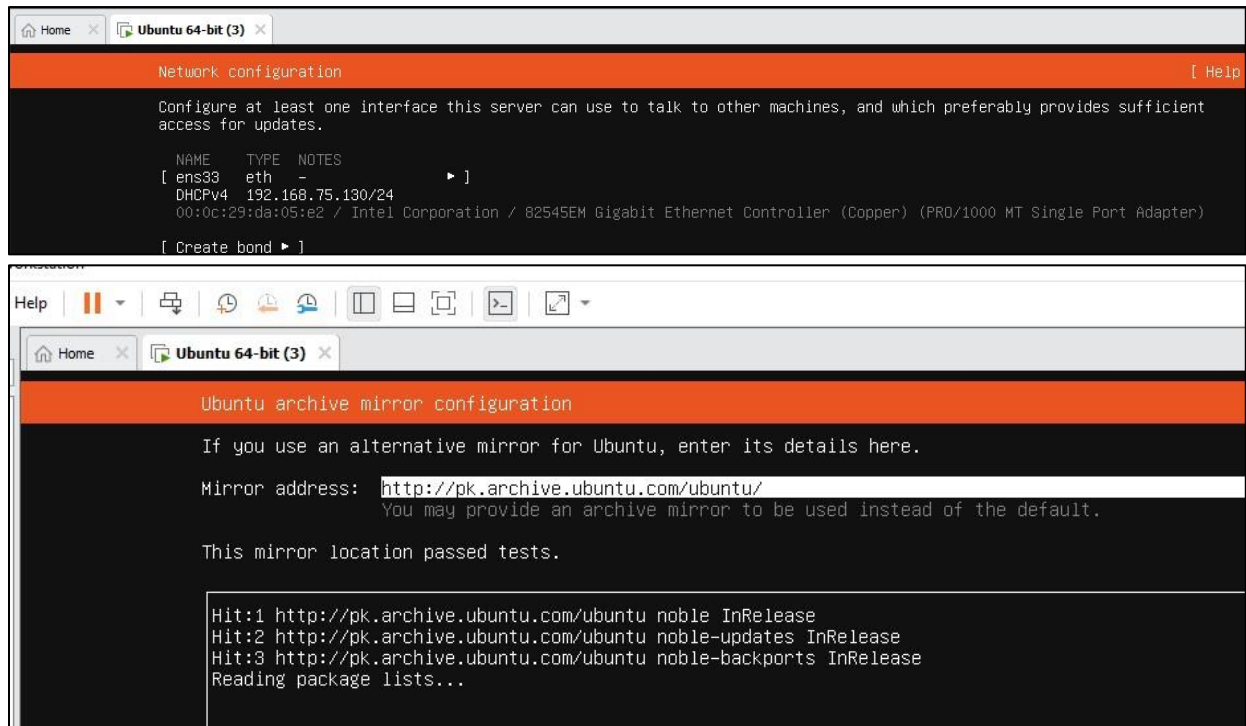 Home Ubuntu 64-bit (3)
Network configuration [ Help
Configure at least one interface this server can use to talk to other machines, and which preferably provides sufficient
access for updates.
NAME TYPE NOTES
[ ens33 eth - ▸ ]
DHCPv4 192.168.75.130/24
00:0c:29:da:05:e2 / Intel Corporation / 82545EM Gigabit Ethernet Controller (Copper) (PRO/1000 MT Single Port Adapter)
[ Create bond ▸ ]
Help
Home Ubuntu 64-bit (3)
Ubuntu archive mirror configuration
If you use an alternative mirror for Ubuntu, enter its details here.
Mirror address: http://pk.archive.ubuntu.com/ubuntu/
You may provide an archive mirror to be used instead of the default.
This mirror location passed tests.
Hit:1 http://pk.archive.ubuntu.com/ubuntu noble InRelease
Hit:2 http://pk.archive.ubuntu.com/ubuntu noble-updates InRelease
Hit:3 http://pk.archive.ubuntu.com/ubuntu noble-backports InRelease
Reading package lists...